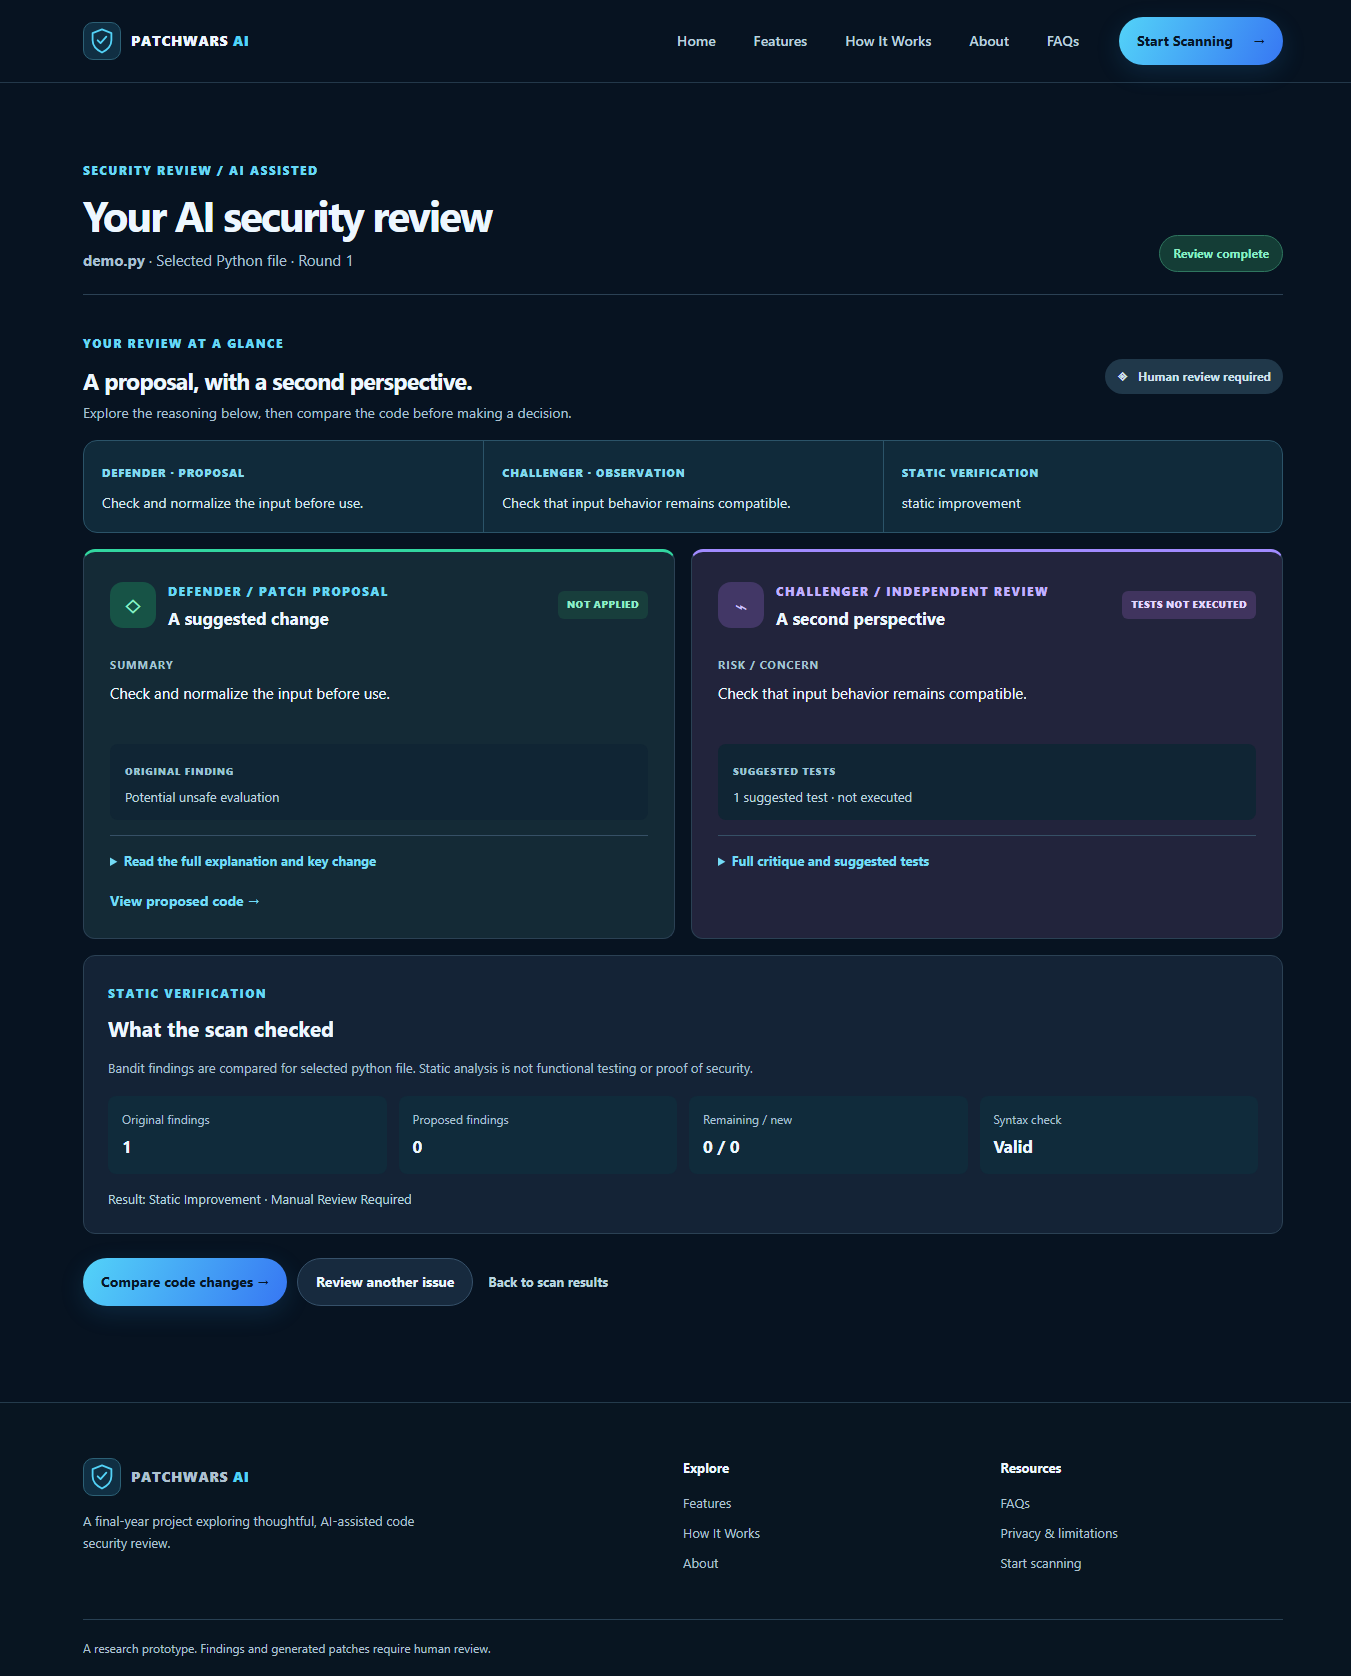 PATCHWARS AI
Home
Features
How It Works
About
FAQs
Start Scanning →
SECURITY REVIEW / AI ASSISTED
Your AI security review
demo.py · Selected Python file · Round 1
Review complete
YOUR REVIEW AT A GLANCE
A proposal, with a second perspective.
Explore the reasoning below, then compare the code before making a decision.
Human review required
DEFENDER · PROPOSAL
Check and normalize the input before use.
CHALLENGER · OBSERVATION
Check that input behavior remains compatible.
STATIC VERIFICATION
static improvement
DEFENDER / PATCH PROPOSAL
A suggested change
NOT APPLIED
SUMMARY
Check and normalize the input before use.
ORIGINAL FINDING
Potential unsafe evaluation
▶ Read the full explanation and key change
View proposed code →
CHALLENGER / INDEPENDENT REVIEW
A second perspective
TESTS NOT EXECUTED
RISK / CONCERN
Check that input behavior remains compatible.
SUGGESTED TESTS
1 suggested test · not executed
▶ Full critique and suggested tests
STATIC VERIFICATION
What the scan checked
Bandit findings are compared for selected python file. Static analysis is not functional testing or proof of security.
Original findings
1
Proposed findings
0
Remaining / new
0 / 0
Syntax check
Valid
Result: Static Improvement · Manual Review Required
Compare code changes →
Review another issue
Back to scan results
PATCHWARS AI
A final-year project exploring thoughtful, AI-assisted code
security review.
Explore
Features
How It Works
About
Resources
FAQs
Privacy & limitations
Start scanning
A research prototype. Findings and generated patches require human review.